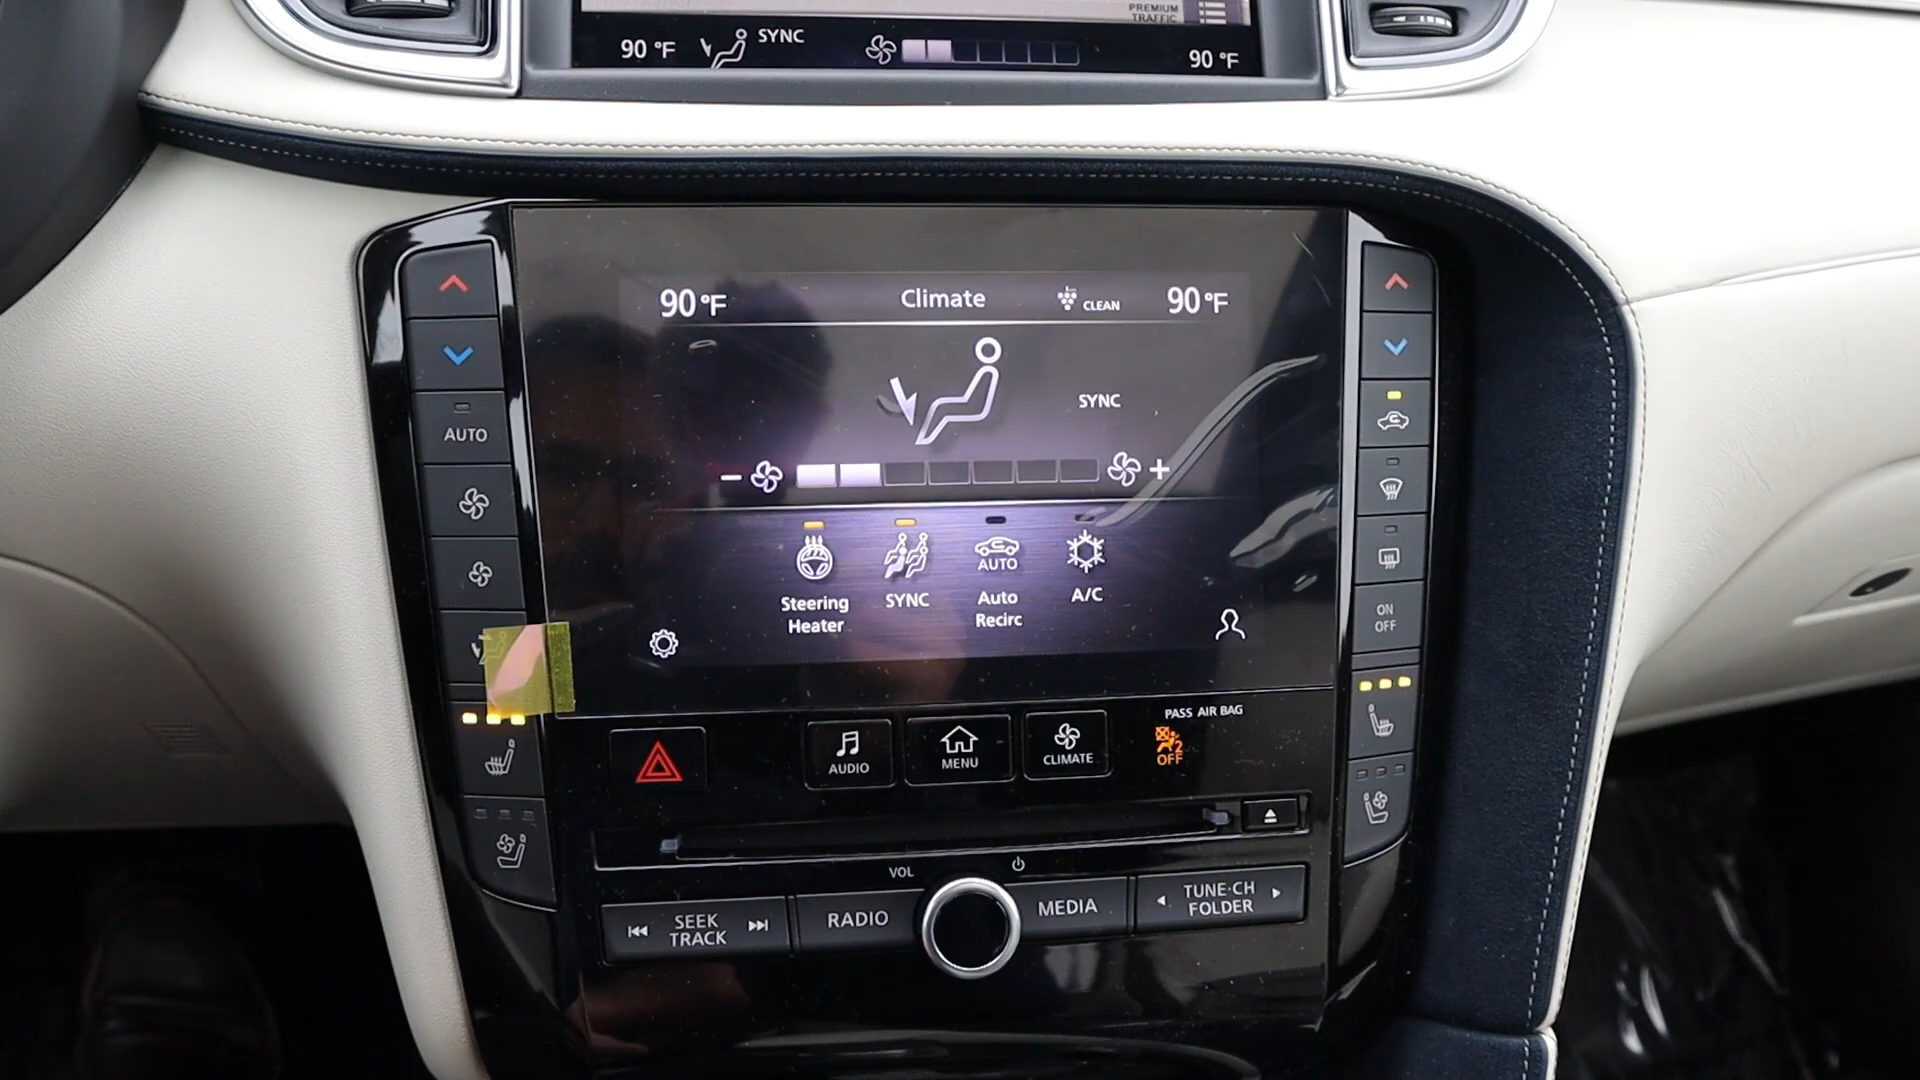 PREMIUM
TRAFFIC
90 °F
SYNC
90 °F
90 °F
Climate
CLEAN
90 °F
SYNC
AUTO
AUTO
Steering
Heater
SYNC
Auto
Recirc
A/C
ON
OFF
PASS AIR BAG
AUDIO
MENU
CLIMATE
2
OFF
VOL
SEEK
TRACK
RADIO
MEDIA
TUNE·CH
FOLDER